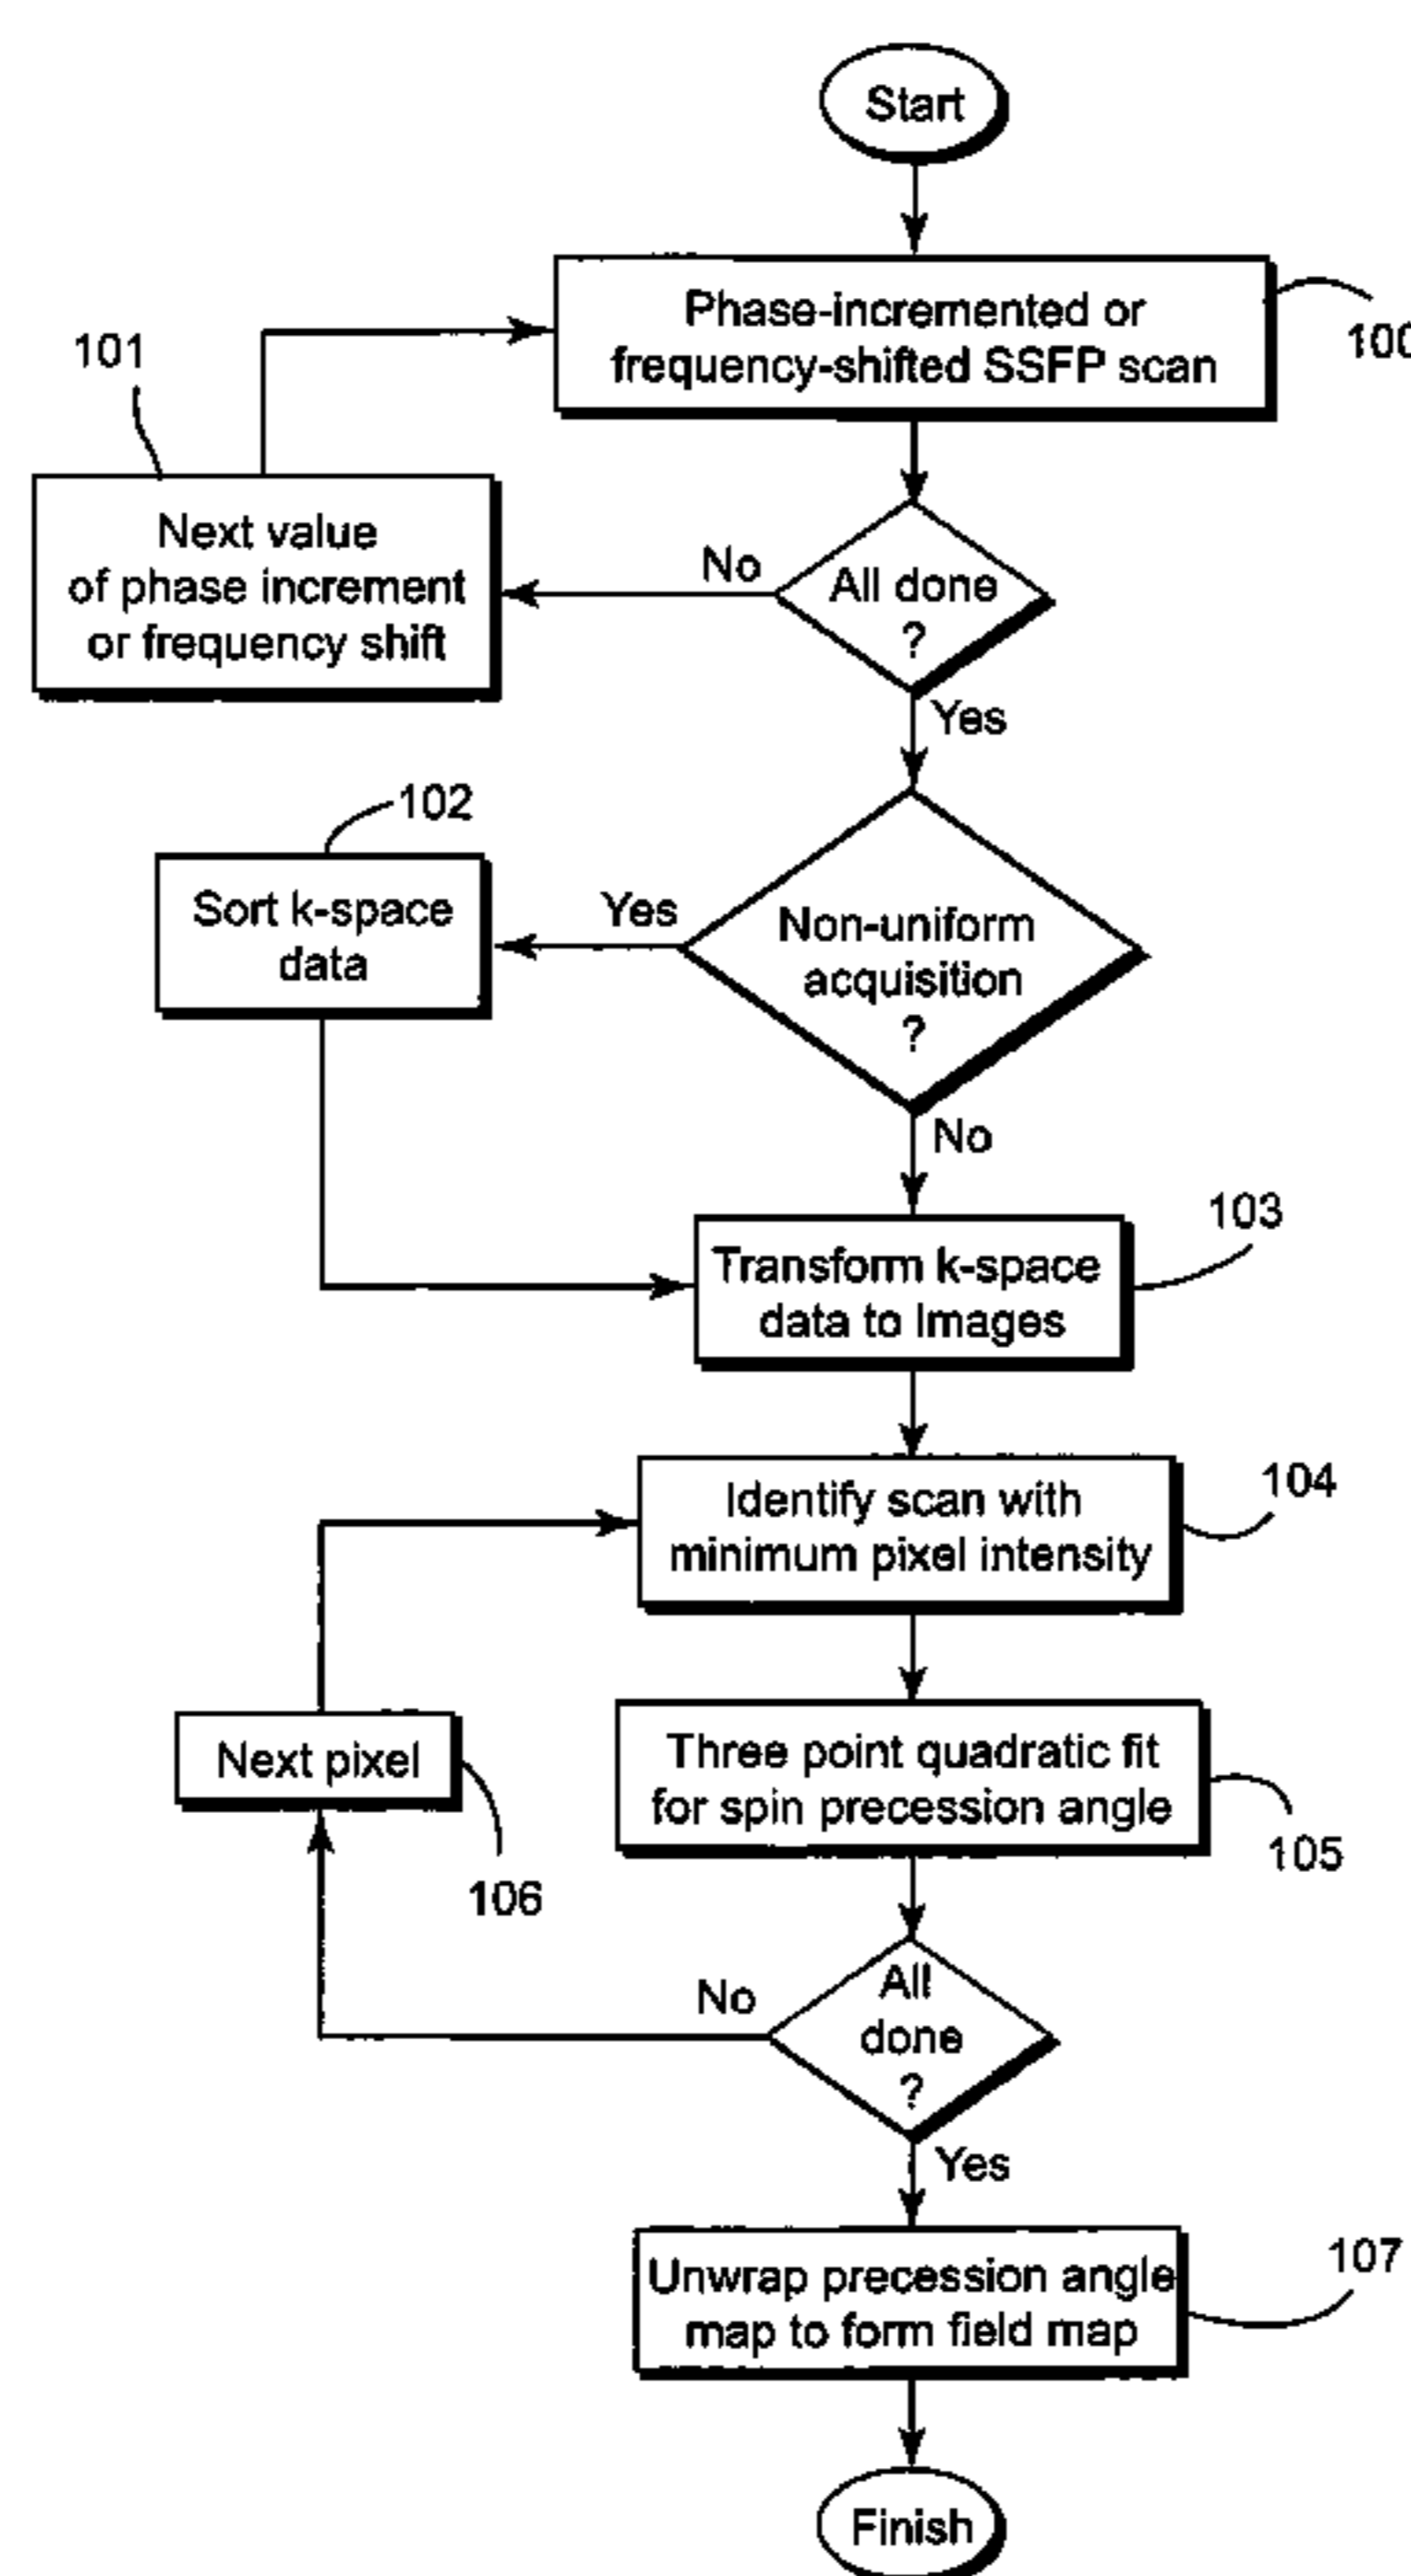 Start
Phase-incremented or
frequency-shifted SSFP scan
100
101
Next value
of phase increment
or frequency shift
No
All done
?
Yes
102
Sort k-space
data
Yes
Non-uniform
acquisition
?
No
103
Transform k-space
data to Images
104
Identify scan with
minimum pixel intensity
Next pixel
106
Three point quadratic fit
for spin precession angle
105
No
All
done
?
Yes
107
Unwrap precession angle
map to form field map
Finish